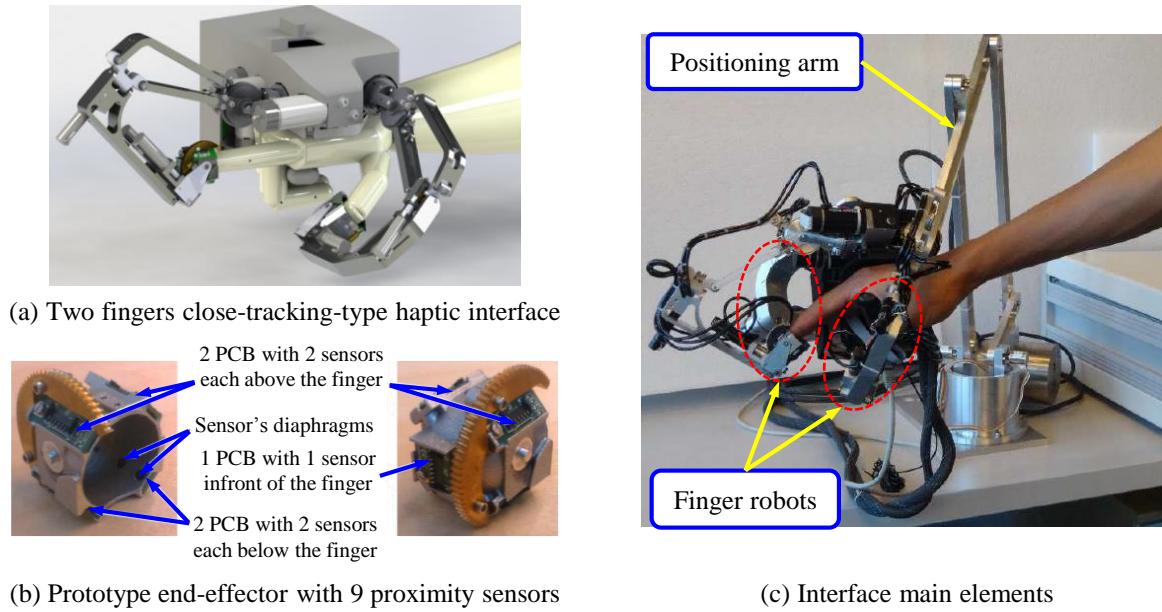 (a) Two fingers close-tracking-type haptic interface
2 PCB with 2 sensors
each above the finger
Sensor's diaphragms
1 PCB with 1 sensor
infront of the finger
2 PCB with 2 sensors
each below the finger
(b) Prototype end-effector with 9 proximity sensors
Positioning arm
Finger robots
(c) Interface main elements